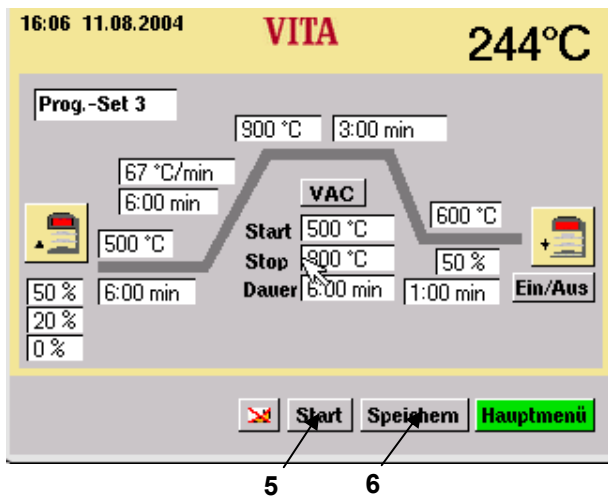 16:06 11.08.2004 VITA 244°C
Prog.-Set 3
900 °C 3:00 min
67 °C/min
6:00 min
VAC
500 °C
Start 500 °C
600 °C
Stop 900 °C
50 %
50 % 6:00 min
Dauer 6:00 min
1:00 min
Ein/Aus
20 %
0 %
Start Speichern Hauptmenü
5 6